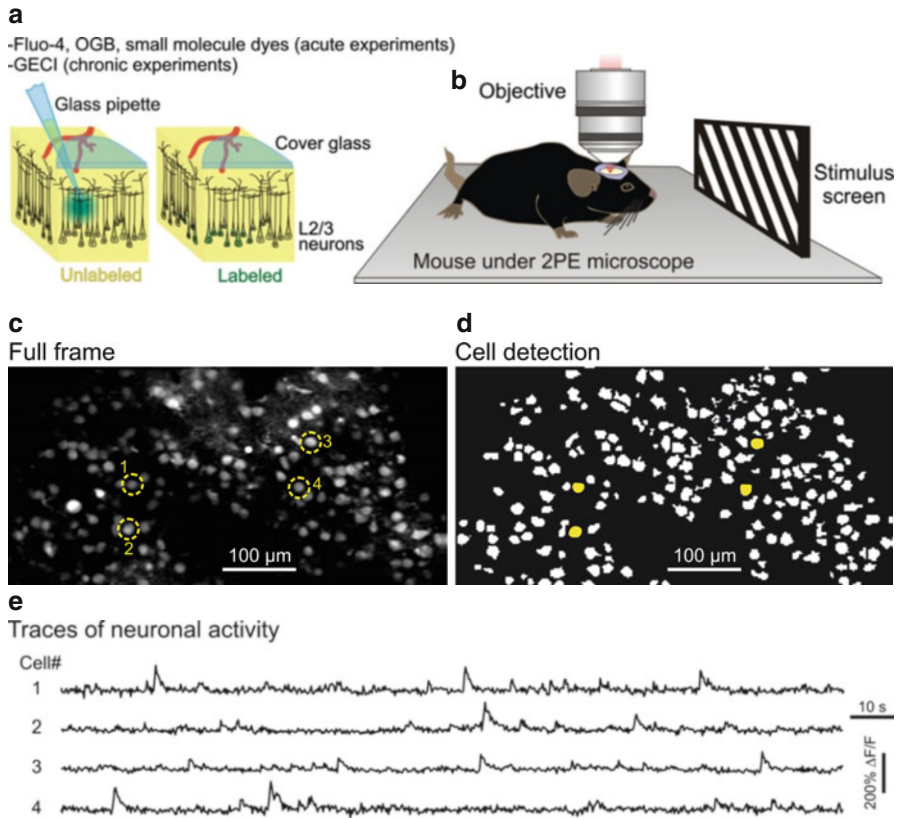 a
-Fluo-4, OGB, small molecule dyes (acute experiments)
-GECI (chronic experiments)
Glass pipette
Cover glass
L2/3
neurons
Unlabeled
Labeled
b
Objective
Stimulus
screen
Mouse under 2PE microscope
c
Full frame
1
2
3
4
100 µm
d
Cell detection
100 µm
e
Traces of neuronal activity
Cell#
1
2
3
4
10 s
200% ΔF/F